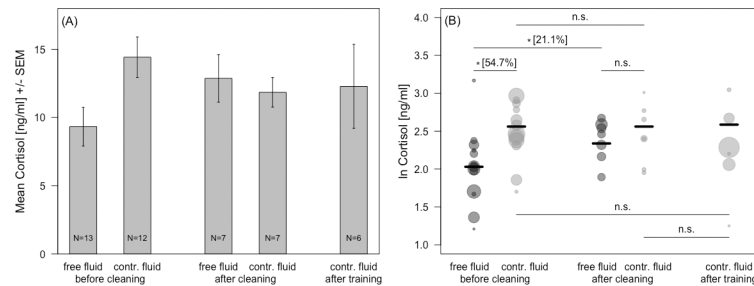 (A)
Mean Cortisol [ng/ml] +/- SEM
15
10
5
0
N=13
N=12
N=7
N=7
N=6
free fluid
contr. fluid
free fluid
contr. fluid
contr. fluid
before cleaning
after cleaning
after training
(B)
ln Cortisol [ng/ml]
4.0
3.5
3.0
2.5
2.0
1.5
1.0
n.s.
* [21.1%]
* [54.7%]
n.s.
n.s.
n.s.
free fluid
contr. fluid
free fluid
contr. fluid
contr. fluid
before cleaning
after cleaning
after training